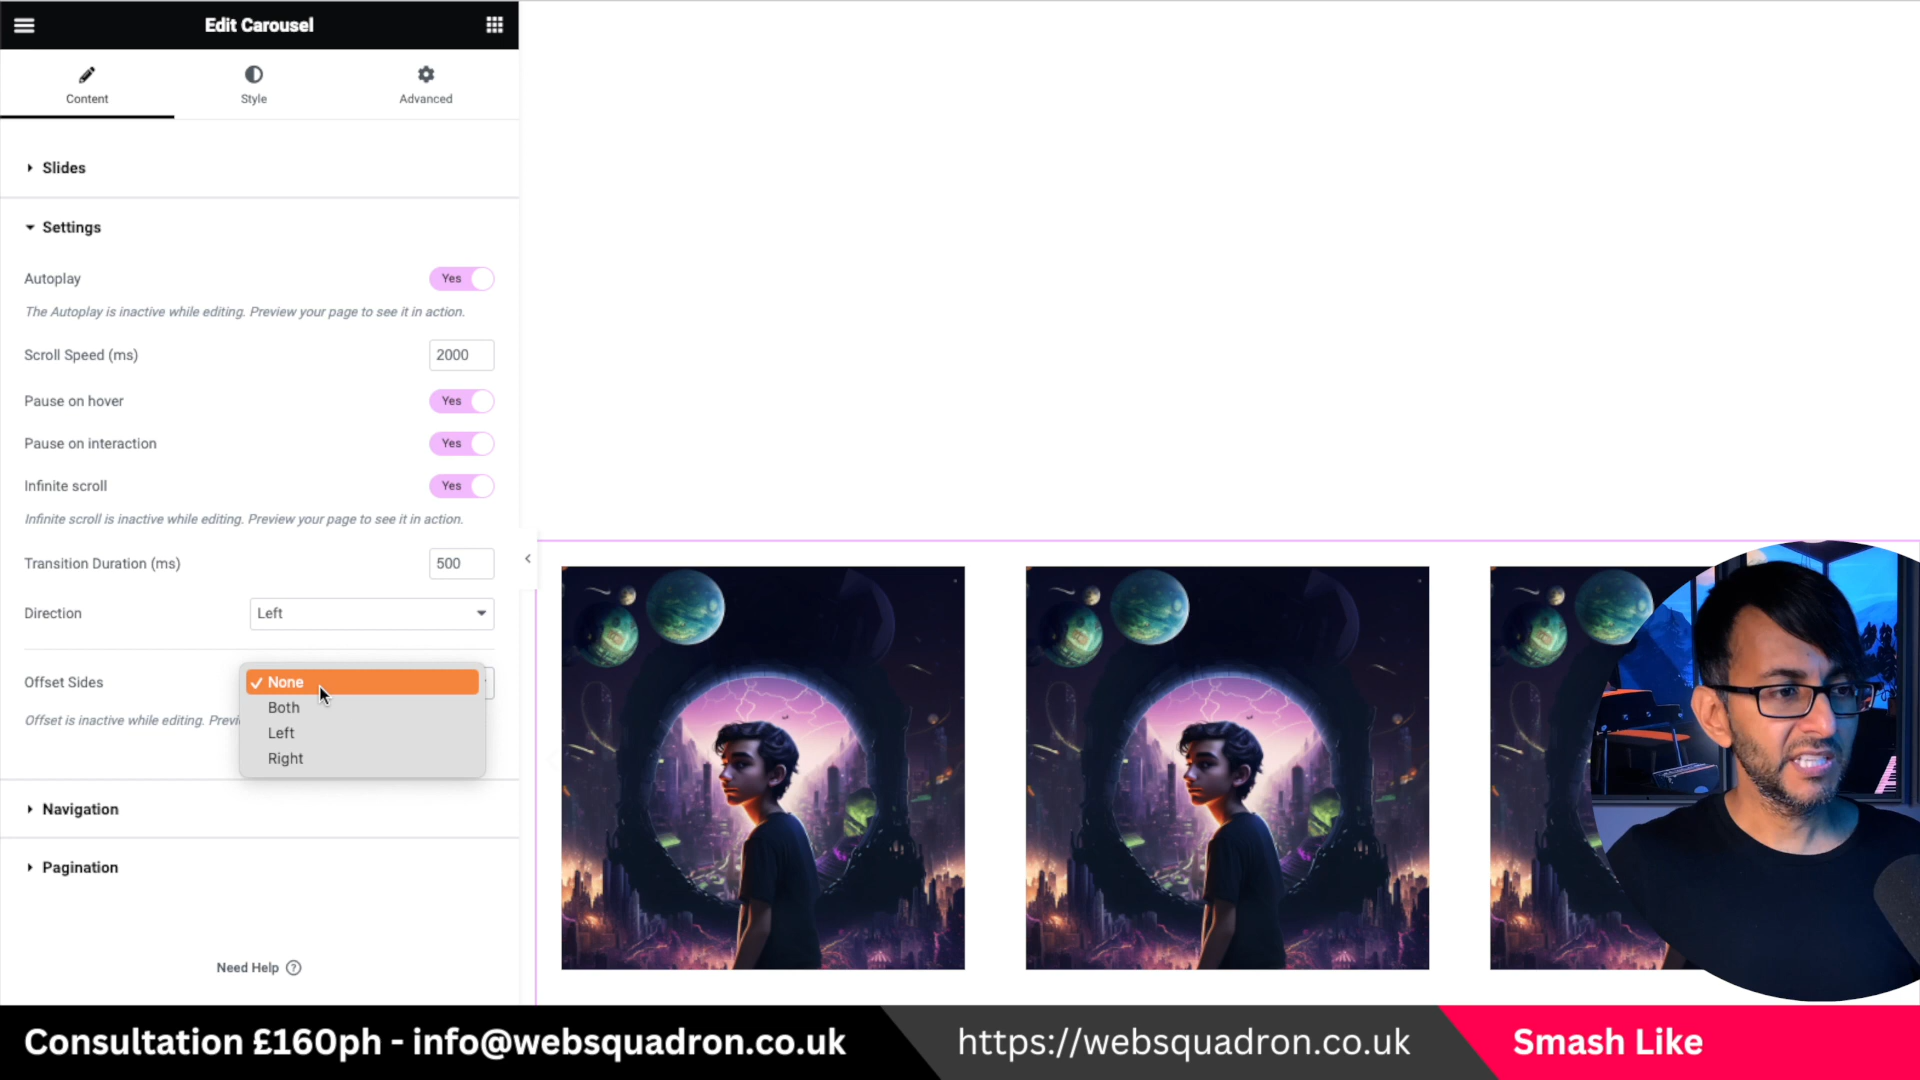 Edit Carousel
Content
Style
Advanced
Slides
Settings
Autoplay
Yes
The Autoplay is inactive while editing. Preview your page to see it in action.
Scroll Speed (ms)
2000
Pause on hover
Yes
Pause on interaction
Yes
Infinite scroll
Yes
Infinite scroll is inactive while editing. Preview your page to see it in action.
Transition Duration (ms)
500
Direction
Left
Offset Sides
None
Both
Left
Right
Offset is inactive while editing.
Navigation
Pagination
Need Help
Consultation £160ph - info@websquadron.co.uk
https://websquadron.co.uk
Smash Like